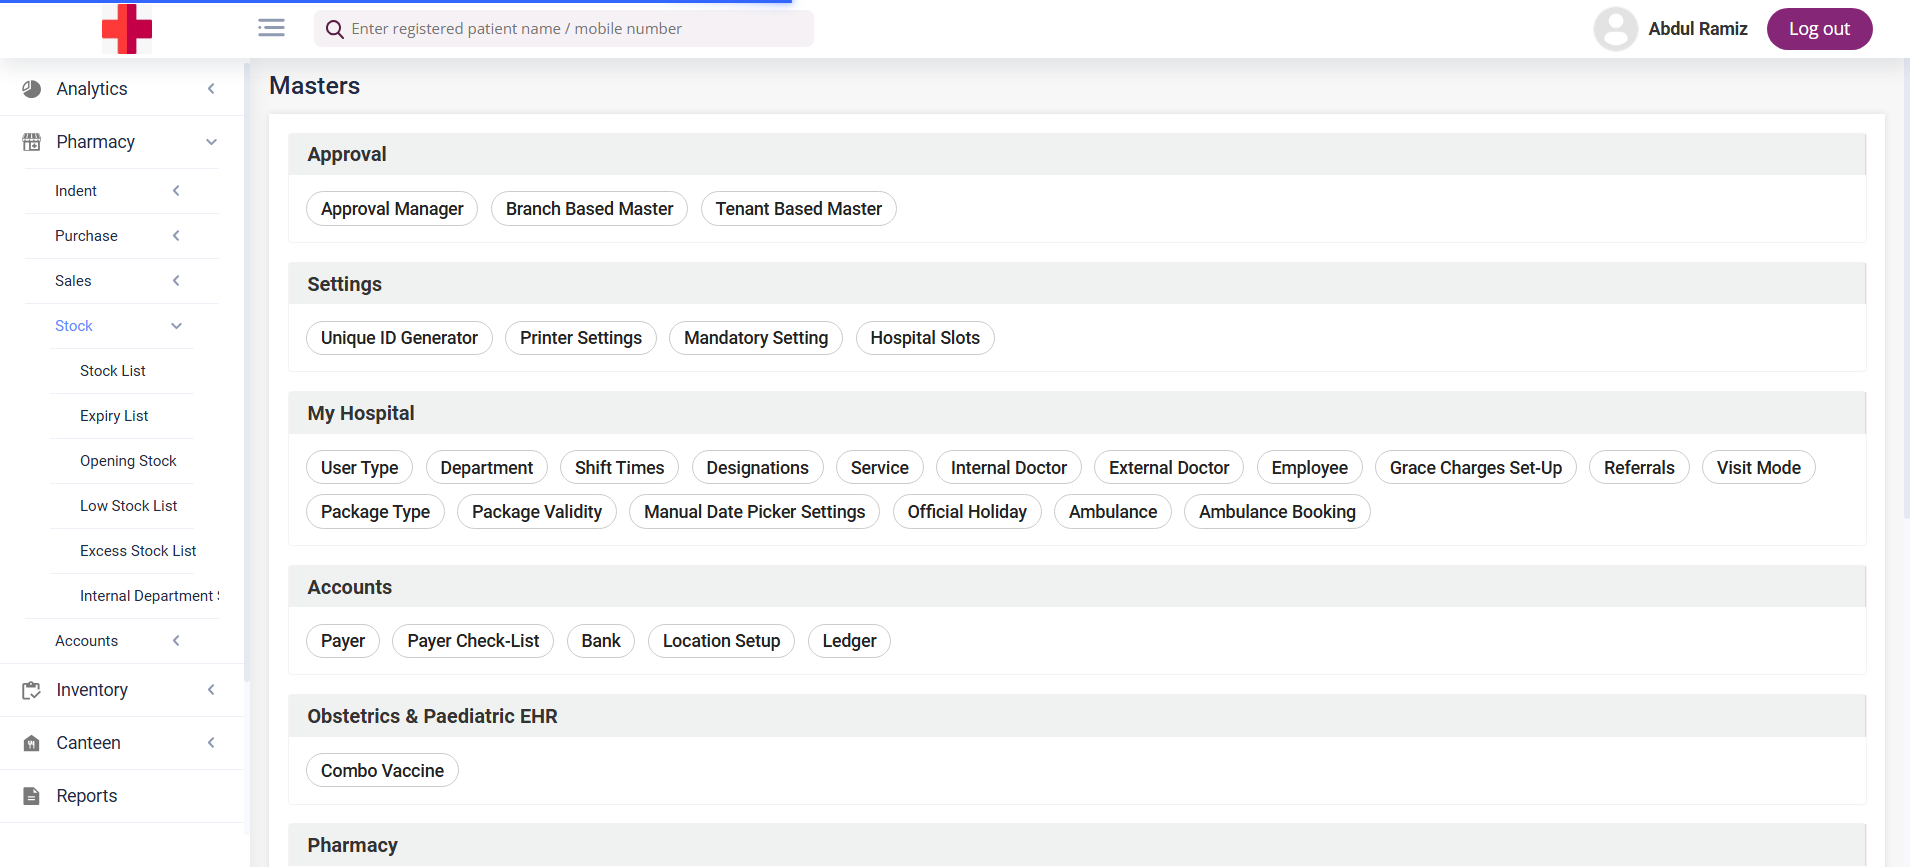 Enter registered patient name / mobile number
Abdul Ramiz
Log out
Analytics
Pharmacy
Indent
Purchase
Sales
Stock
Stock List
Expiry List
Opening Stock
Low Stock List
Excess Stock List
Internal Department
Accounts
Inventory
Canteen
Reports
Masters
Approval
Approval Manager Branch Based Master Tenant Based Master
Settings
Unique ID Generator Printer Settings Mandatory Setting Hospital Slots
My Hospital
User Type Department Shift Times Designations Service Internal Doctor External Doctor Employee Grace Charges Set-Up Referrals Visit Mode
Package Type Package Validity Manual Date Picker Settings Official Holiday Ambulance Ambulance Booking
Accounts
Payer Payer Check-List Bank Location Setup Ledger
Obstetrics & Paediatric EHR
Combo Vaccine
Pharmacy